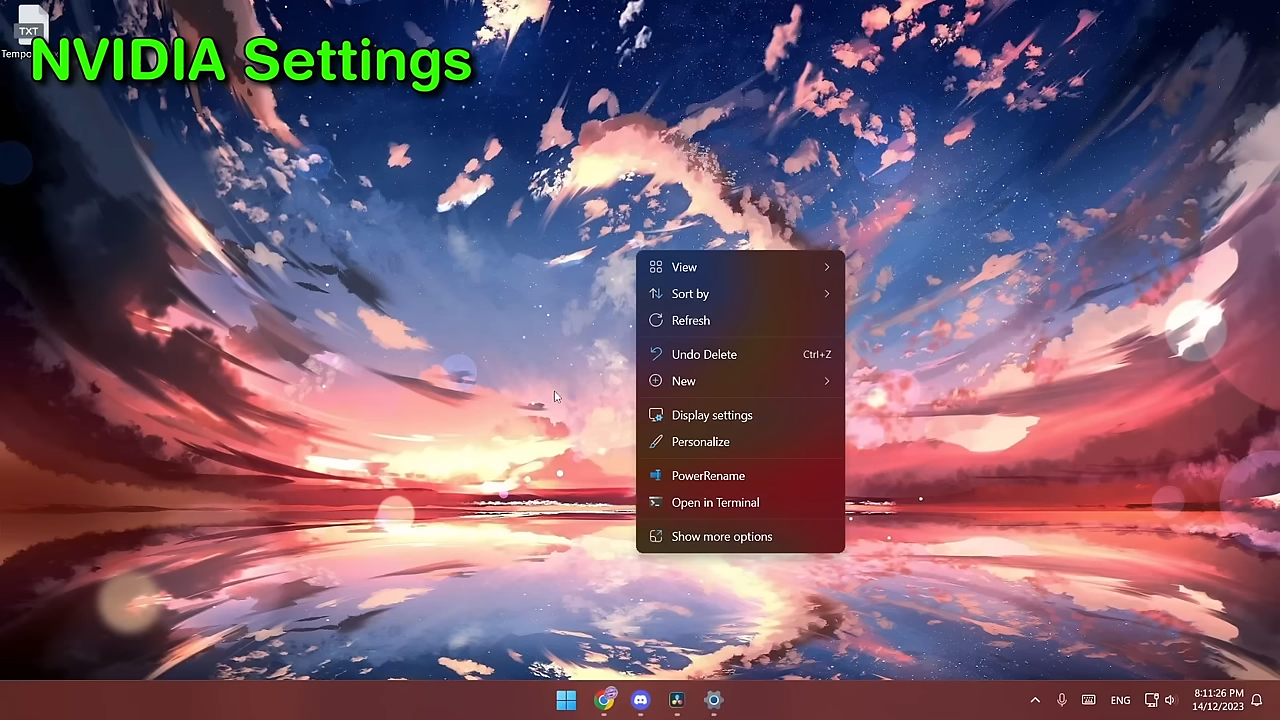 TXT
Tempo
NVIDIA Settings
View
Sort by
Refresh
Undo Delete Ctrl+Z
New
Display settings
Personalize
PowerRename
Open in Terminal
Show more options
ENG
8:11:26 PM
14/12/2023